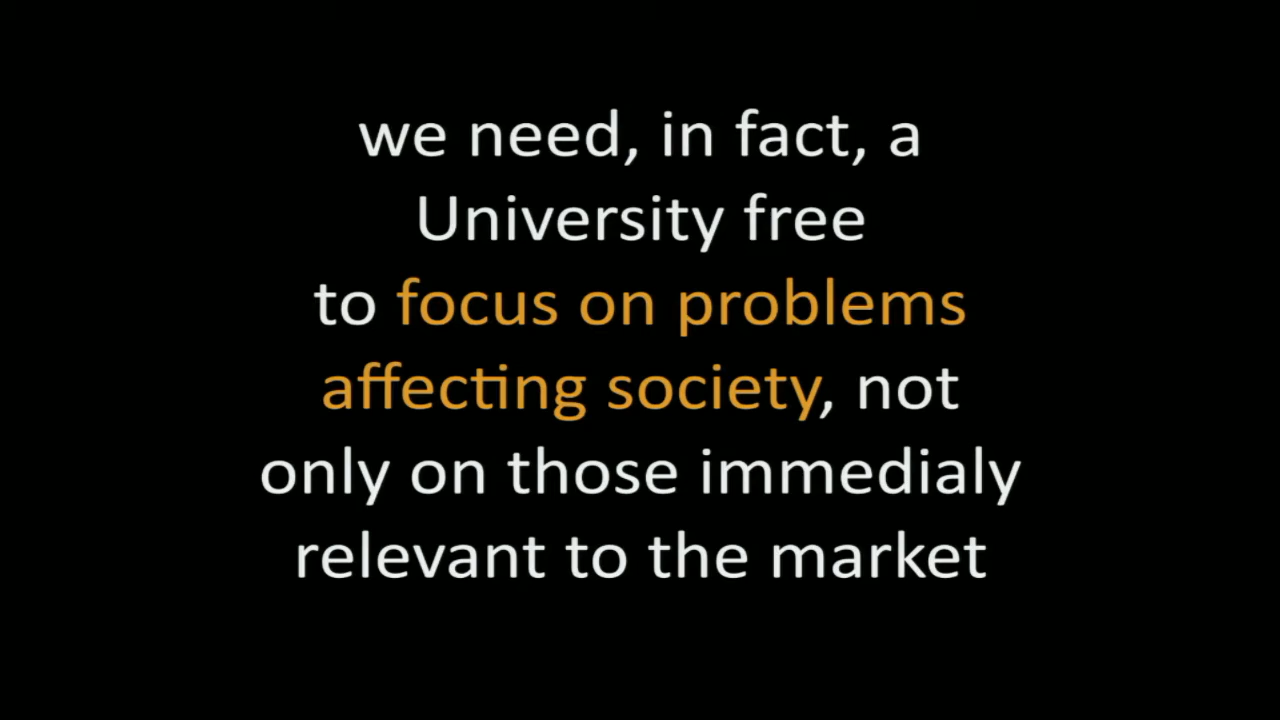 we need, in fact, a
University free
to focus on problems
affecting society, not
only on those immedialy
relevant to the market